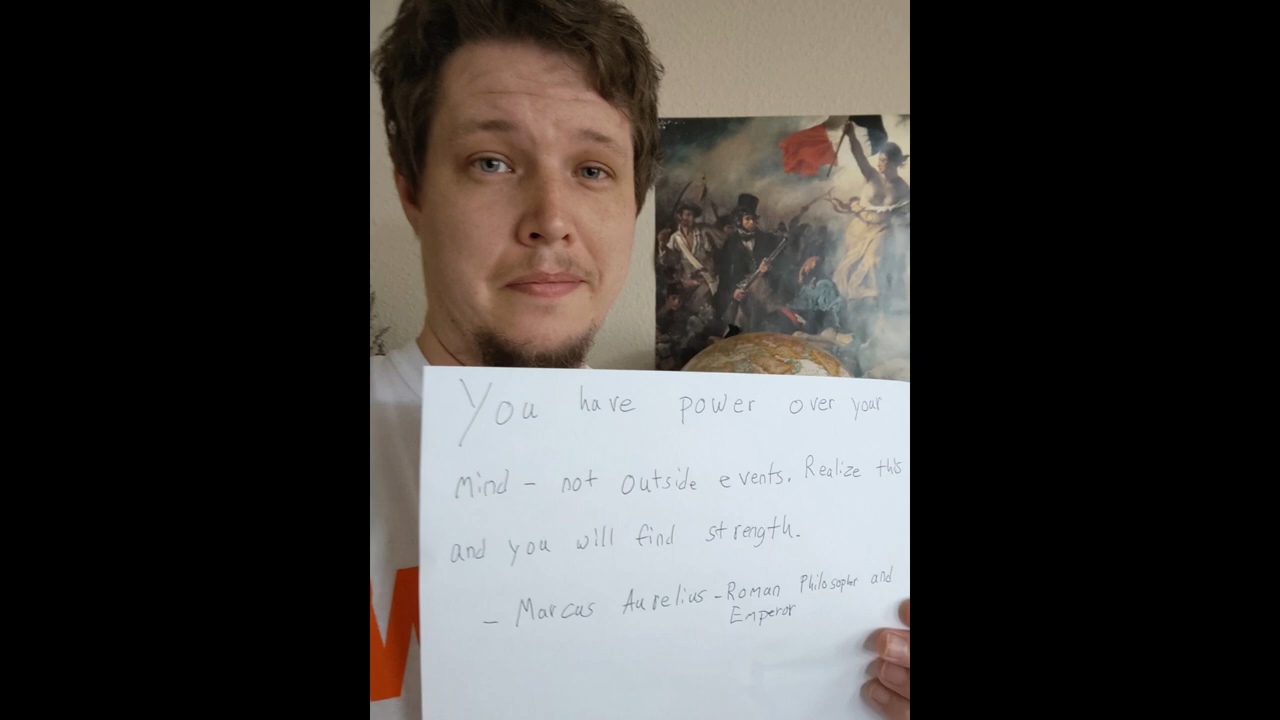 You have power over your
mind - not outside events. Realize this
and you will find strength.
- Marcus Aurelius - Roman Philosopher and
Emperor